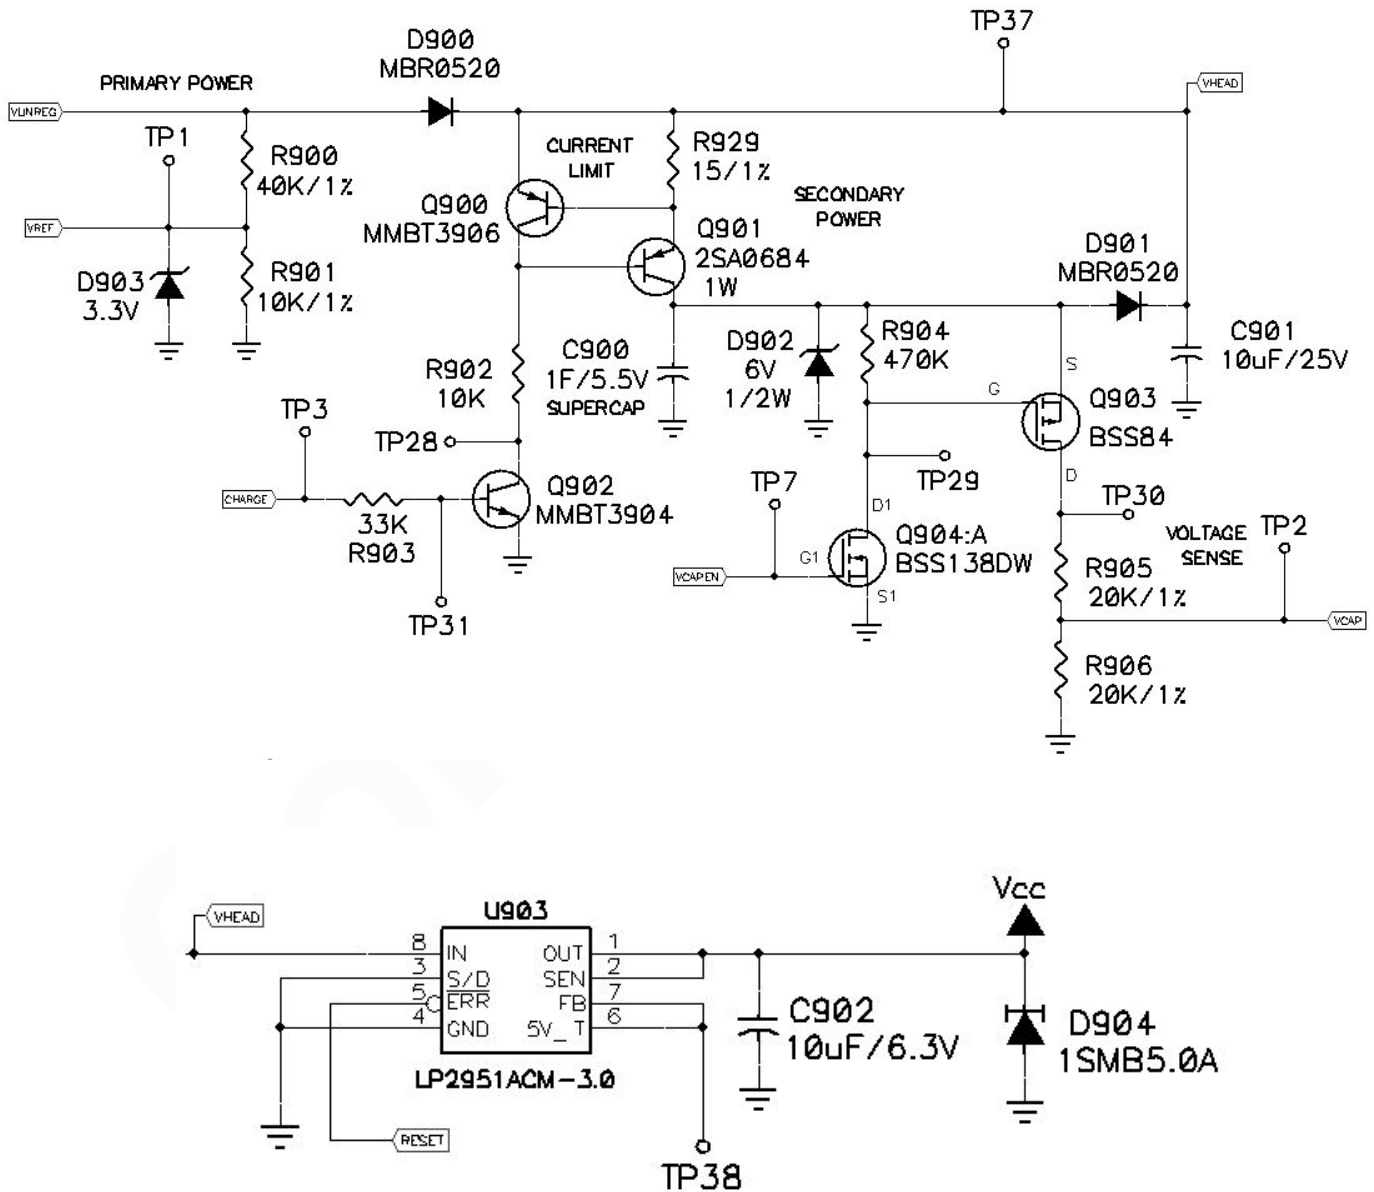 TP37
D900
MBR0520
PRIMARY POWER
VHEAD
VUNREG
TP1
R900
40K/1%
CURRENT
LIMIT
R929
15/1%
SECONDARY
POWER
Q900
MMBT3906
Q901
2SA0684
1W
VREF
D903
3.3V
R901
10K/1%
D901
MBR0520
R902
10K
C900
1F/5.5V
SUPERCAP
D902
6V
1/2W
R904
470K
C901
10uF/25V
S
G
Q903
BSS84
D
TP3
TP28
CHARGE
33K
R903
Q902
MMBT3904
TP31
TP7
TP29
TP30
D1
G1
Q904:A
BSS138DW
S1
VCAPEN
VOLTAGE
SENSE
TP2
R905
20K/1%
VCAP
R906
20K/1%
Vcc
VHEAD
U903
8 IN OUT 1
3 S/D SEN 2
5 ERR FB 7
4 GND 5V_T 6
LP2951ACM-3.0
C902
10uF/6.3V
D904
1SMB5.0A
RESET
TP38